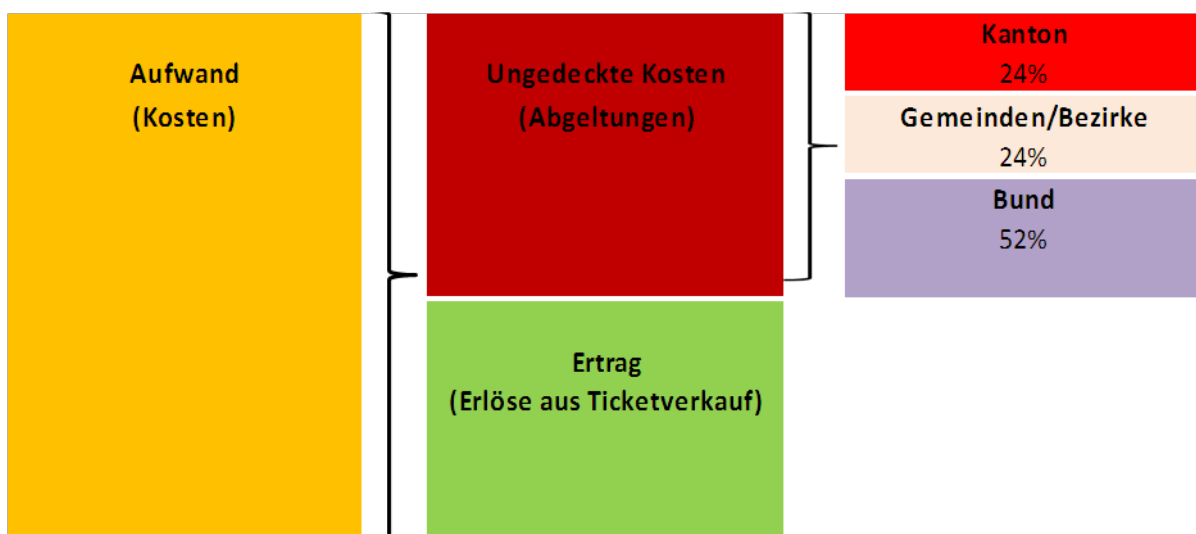 Aufwand
(Kosten)
Ungedeckte Kosten
(Abgeltungen)
Ertrag
(Erlöse aus Ticketverkauf)
Kanton
24%
Gemeinden/Bezirke
24%
Bund
52%